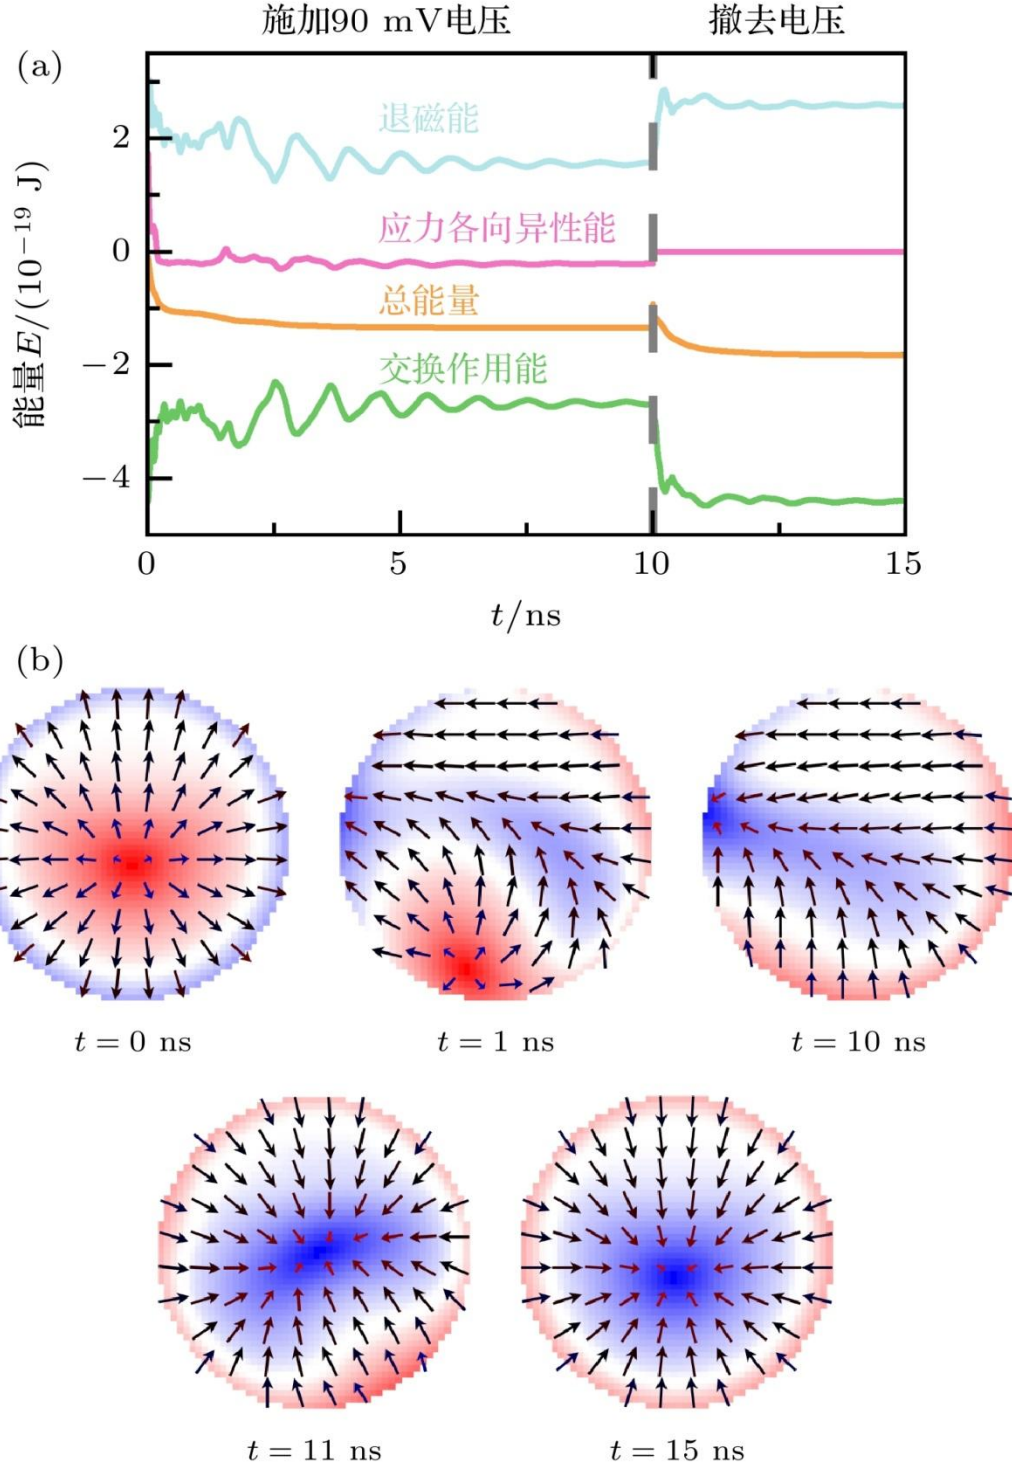 施加90 mV电压 撤去电压
(a)
退磁能
2
应力各向异性能
0
总能量
−2
交换作用能
−4
能量E/(10−19 J)
0 5 10 15
t/ns
(b)
t = 0 ns t = 1 ns t = 10 ns
t = 11 ns t = 15 ns